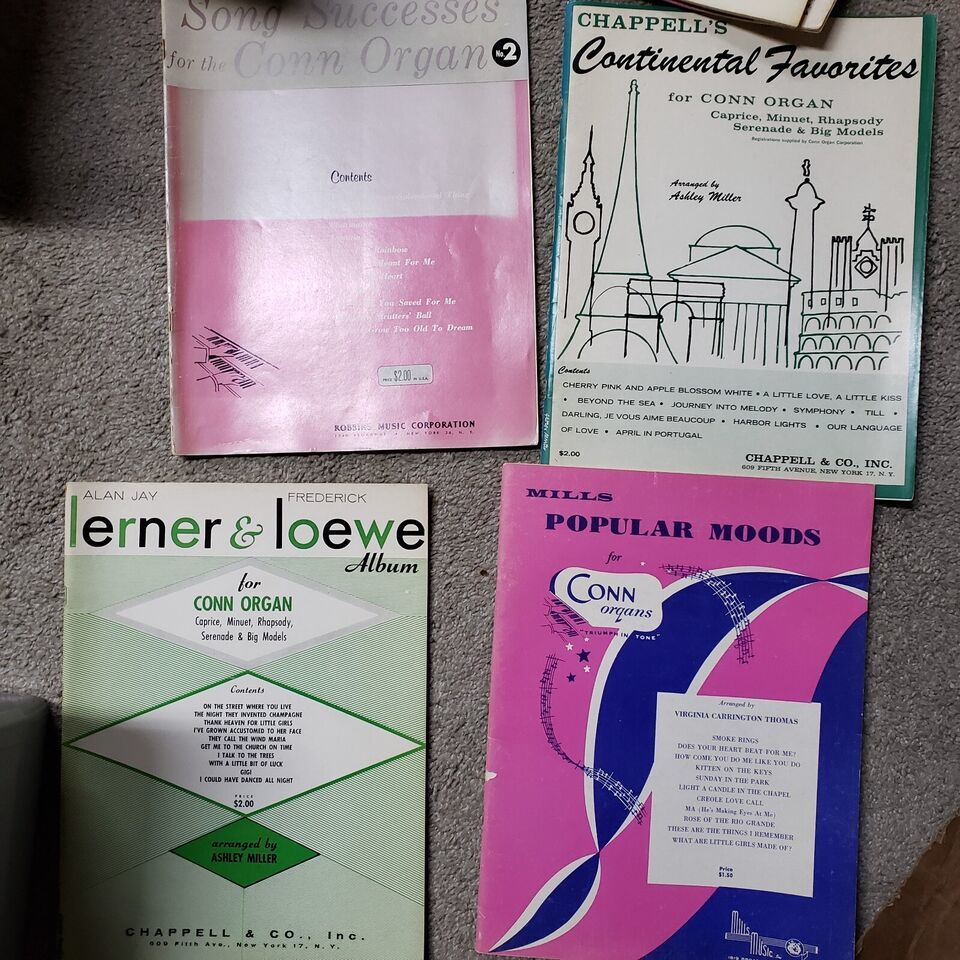 Song Successes
for the Conn Organ No 2
Contents
Rainbow
Meant For Me
Heart
You Saved For Me
Strutters' Ball
Grow Too Old To Dream
PRICE $2.00 IN U.S.A.
ROBBINS MUSIC CORPORATION
NEW YORK
CHAPPELL'S
Continental Favorites
for CONN ORGAN
Caprice, Minuet, Rhapsody
Serenade & Big Models
Registrations supplied by Conn Organ Corporation
Arranged by
Ashley Miller
Contents
CHERRY PINK AND APPLE BLOSSOM WHITE • A LITTLE LOVE, A LITTLE KISS
• BEYOND THE SEA • JOURNEY INTO MELODY • SYMPHONY • TILL •
DARLING, JE VOUS AIME BEAUCOUP • HARBOR LIGHTS • OUR LANGUAGE
OF LOVE • APRIL IN PORTUGAL
$2.00
CHAPPELL & CO., INC.
609 FIFTH AVENUE, NEW YORK 17, N.Y.
ALAN JAY FREDERICK
lerner & loewe
Album
for
CONN ORGAN
Caprice, Minuet, Rhapsody,
Serenade & Big Models
Contents
ON THE STREET WHERE YOU LIVE
THE NIGHT THEY INVENTED CHAMPAGNE
THANK HEAVEN FOR LITTLE GIRLS
I'VE GROWN ACCUSTOMED TO HER FACE
THEY CALL THE WIND MARIA
GET ME TO THE CHURCH ON TIME
I TALK TO THE TREES
WITH A LITTLE BIT OF LUCK
GIGI
I COULD HAVE DANCED ALL NIGHT
PRICE
$2.00
arranged by
ASHLEY MILLER
CHAPPELL & CO., Inc.
609 Fifth Ave., New York 17, N.Y.
MILLS
POPULAR MOODS
for
CONN
organs
"TRIUMPH IN TONE"
Arranged by
VIRGINIA CARRINGTON THOMAS
SMOKE RINGS
DOES YOUR HEART BEAT FOR ME?
HOW COME YOU DO ME LIKE YOU DO
KITTEN ON THE KEYS
SUNDAY IN THE PARK
LIGHT A CANDLE IN THE CHAPEL
CREOLE LOVE CALL
MA (He's Making Eyes At Me)
ROSE OF THE RIO GRANDE
THESE ARE THE THINGS I REMEMBER
WHAT ARE LITTLE GIRLS MADE OF?
Price
$1.50
Mills
Music